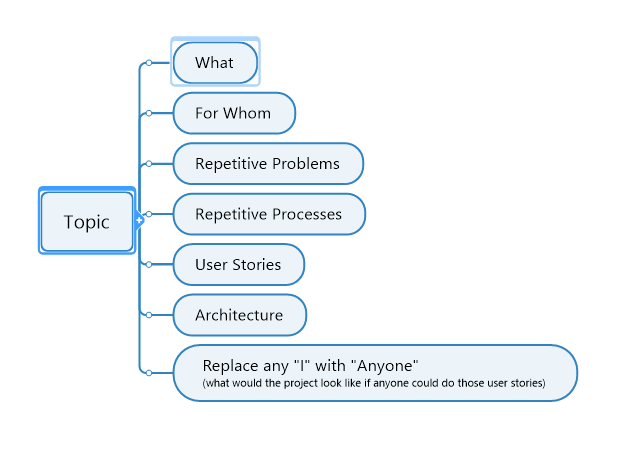 What
For Whom
Repetitive Problems
Topic
Repetitive Processes
User Stories
Architecture
Replace any "I" with "Anyone"
(what would the project look like if anyone could do those user stories)